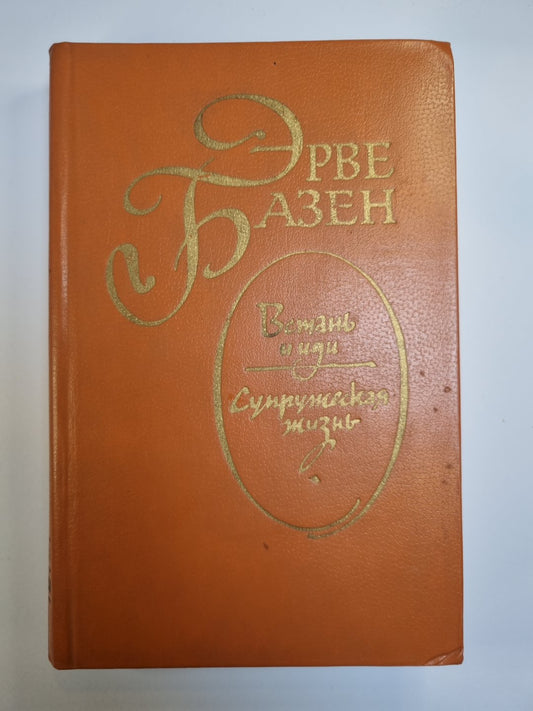 ЭРВЕ
БАЗЕН
Встань
и иди
Супружеская
жизнь